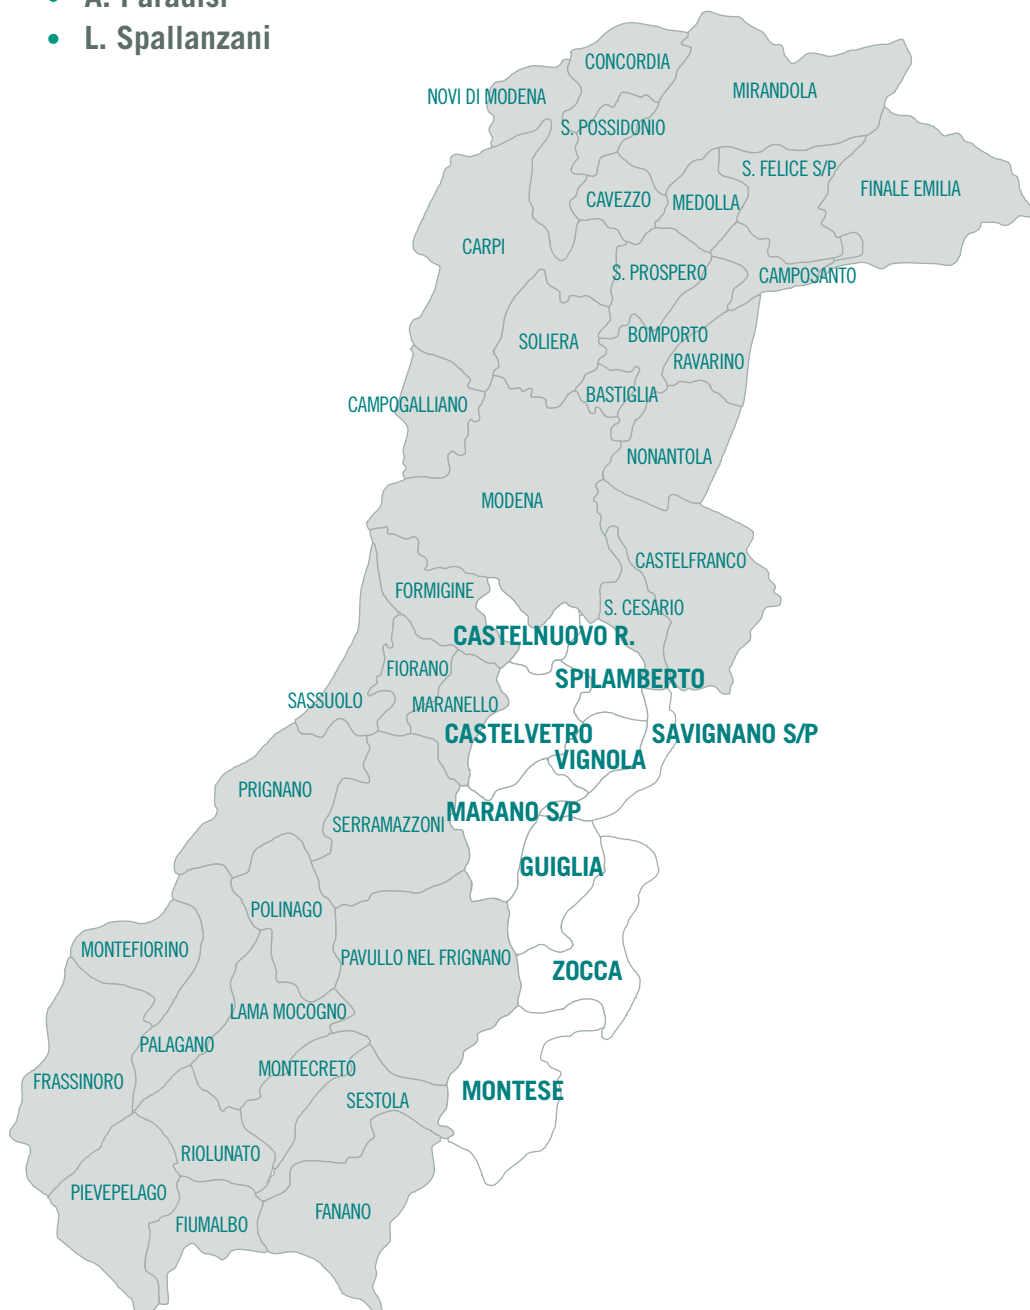 • A. Paradisi
• L. Spallanzani
CONCORDIA
MIRANDOLA
NOVI DI MODENA
S. POSSIDONIO
S. FELICE S/P
FINALE EMILIA
CAVEZZO
MEDOLLA
CARPI
S. PROSPERO
CAMPOSANTO
SOLIERA
BOMPORTO
RAVARINO
BASTIGLIA
CAMPOGALLIANO
NONANTOLA
MODENA
CASTELFRANCO
FORMIGINE
S. CESARIO
CASTELNUOVO R.
FIORANO
SPILAMBERTO
SASSUOLO
MARANELLO
CASTELVETRO
SAVIGNANO S/P
VIGNOLA
PRIGNANO
MARANO S/P
SERRAMAZZONI
GUIGLIA
POLINAGO
MONTEFIORINO
PAVULLO NEL FRIGNANO
ZOCCA
LAMA MOCOGNO
PALAGANO
MONTECRETO
FRASSINORO
MONTESE
SESTOLA
RIOLUNATO
PIEVEPELAGO
FANANO
FIUMALBO